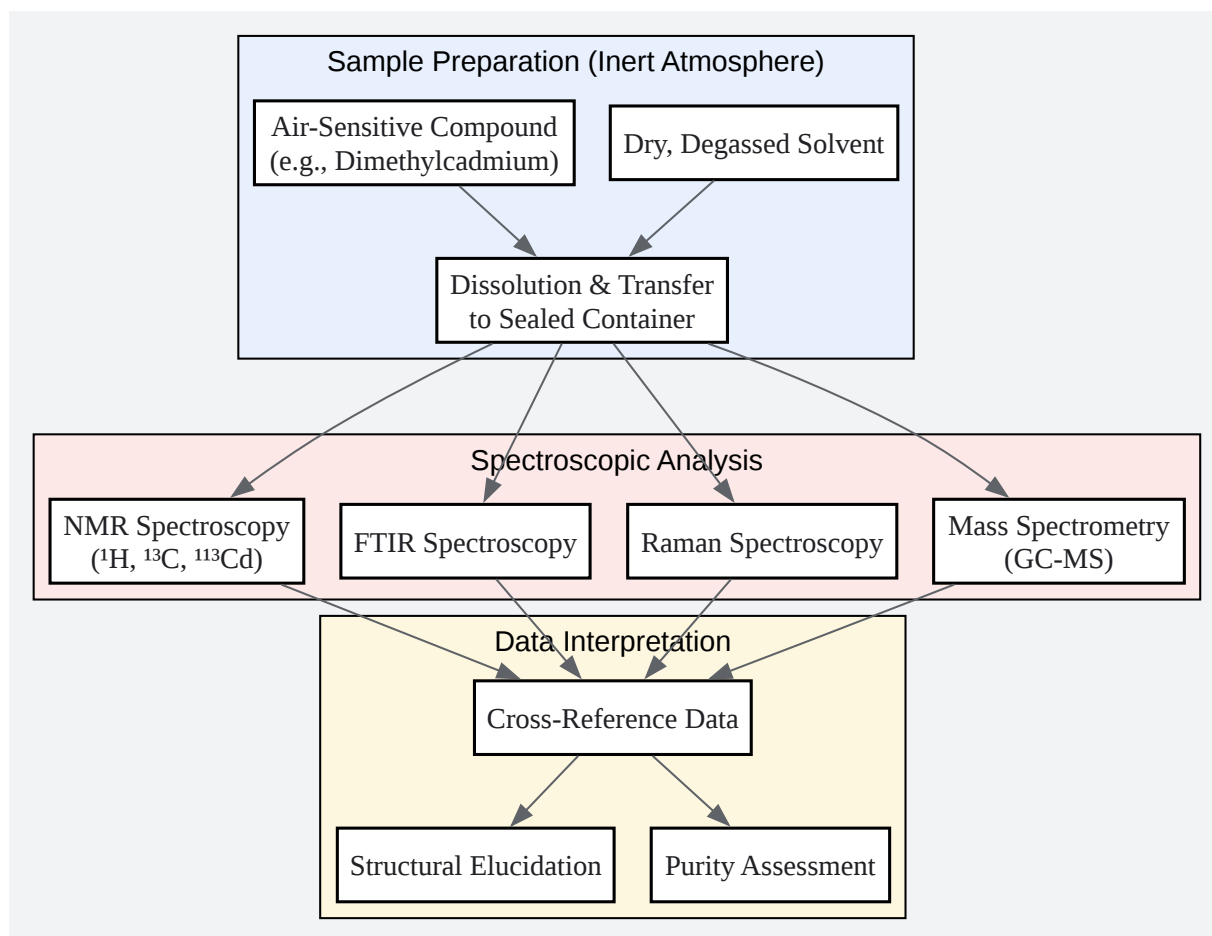 Sample Preparation (Inert Atmosphere)
Air-Sensitive Compound
(e.g., Dimethylcadmium)
Dry, Degassed Solvent
Dissolution & Transfer
to Sealed Container
Spectroscopic Analysis
NMR Spectroscopy
(¹H, ¹³C, ¹¹³Cd)
FTIR Spectroscopy
Raman Spectroscopy
Mass Spectrometry
(GC-MS)
Data Interpretation
Cross-Reference Data
Structural Elucidation
Purity Assessment